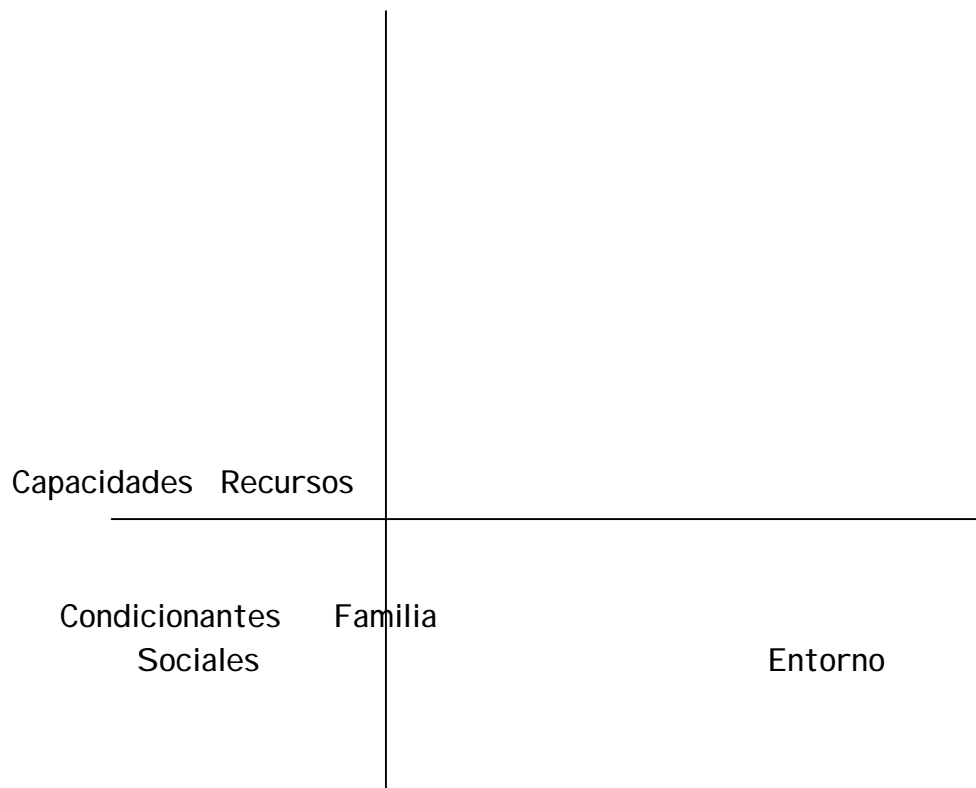 Capacidades Recursos
Condicionantes Familia
Sociales Entorno